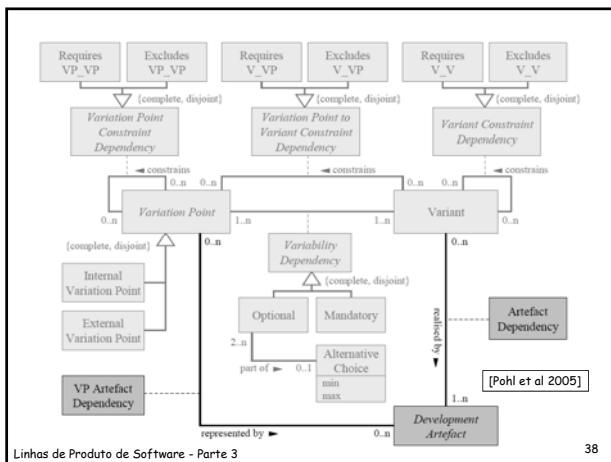 Requires
VP_VP
Excludes
VP_VP
Requires
V_VP
Excludes
V_VP
Requires
V_V
Excludes
V_V
{complete, disjoint}
{complete, disjoint}
{complete, disjoint}
Variation Point
Constraint
Dependency
Variation Point to
Variant Constraint
Dependency
Variant Constraint
Dependency
◄ constrains
◄ constrains
◄ constrains
0..n
0..n
0..n
0..n
Variation Point
Variant
0..n
1..n
1..n
0..n
{complete, disjoint}
0..n
0..n
Variability
Dependency
{complete, disjoint}
Internal
Variation Point
External
Variation Point
Optional
Mandatory
2..n
part of ►
0..1
Alternative
Choice
min
max
realised by ►
Artefact
Dependency
VP Artefact
Dependency
[Pohl et al 2005]
1..n
represented by ►
0..n
Development
Artefact
Linhas de Produto de Software - Parte 3
38